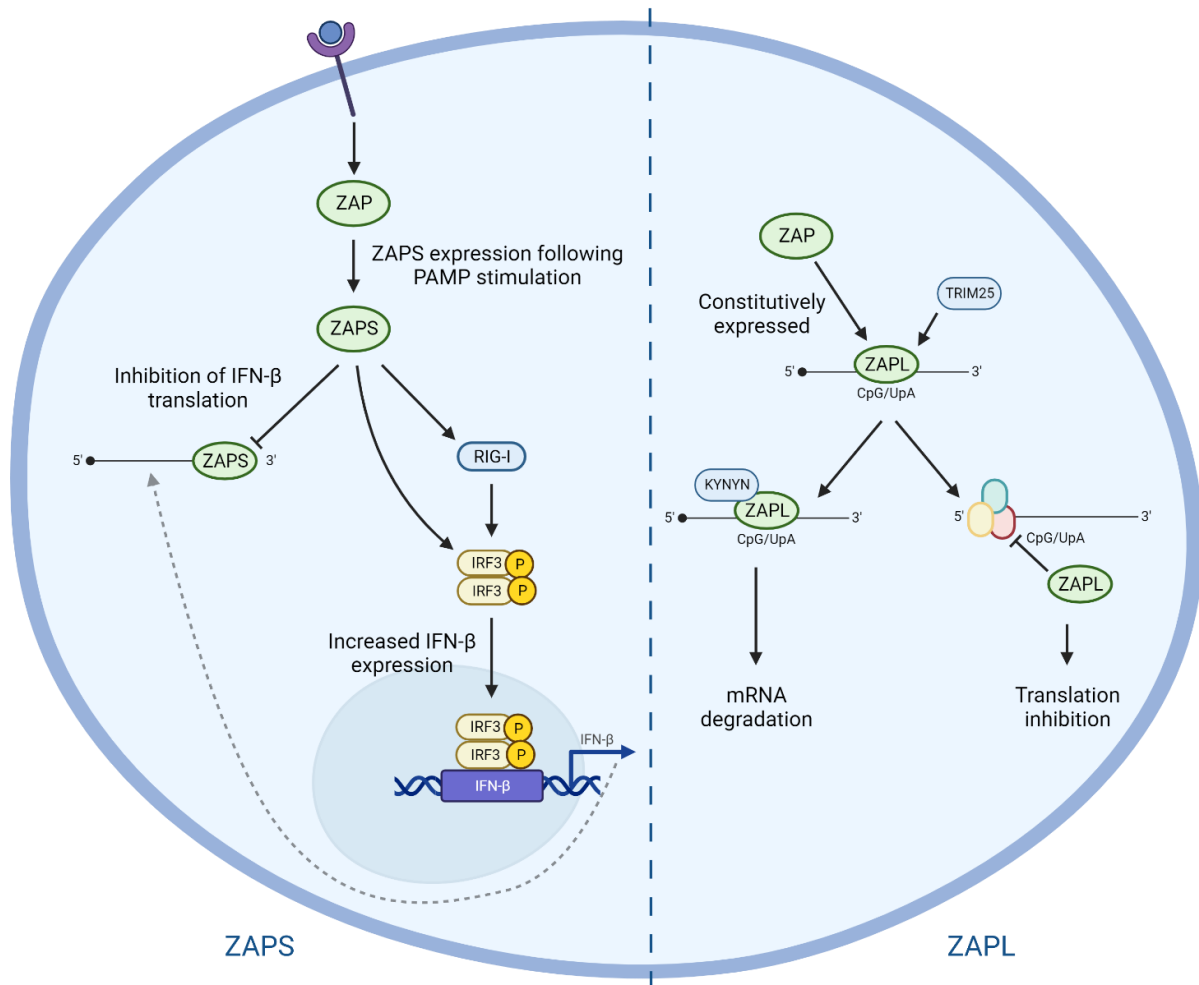 ZAP
ZAPS expression following
PAMP stimulation
ZAPS
Inhibition of IFN-β
translation
5'
ZAPS
3'
RIG-I
IRF3
P
IRF3
P
Increased IFN-β
expression
IRF3
P
IRF3
P
IFN-β
IFN-β
ZAPS
ZAP
Constitutively
expressed
TRIM25
ZAPL
5'
3'
CpG/UpA
KYNYN
ZAPL
5'
3'
CpG/UpA
5'
3'
CpG/UpA
ZAPL
mRNA
degradation
Translation
inhibition
ZAPL